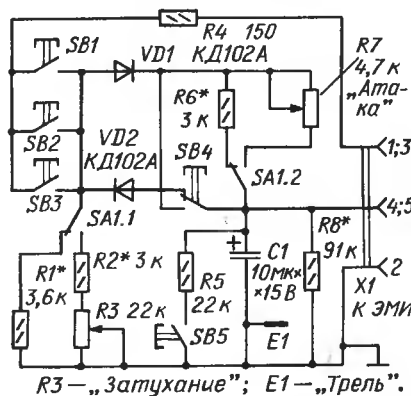 R4 150
SB1
VD1
КД102А
R7
4,7 к
„Ата-
ка"
R6*
3 к
SB2
VD2
КД102А
SB4
1;3
SB3
SA1.2
SA1.1
4;5
R1*
3,6 к
R2* 3 к
R5
22 к
C1
10мк×
×15 В
R8*
91 к
2
X1
К ЭМИ
R3 22 к
SB5
E1
R3 — „Затухание"; E1 — „Трель".